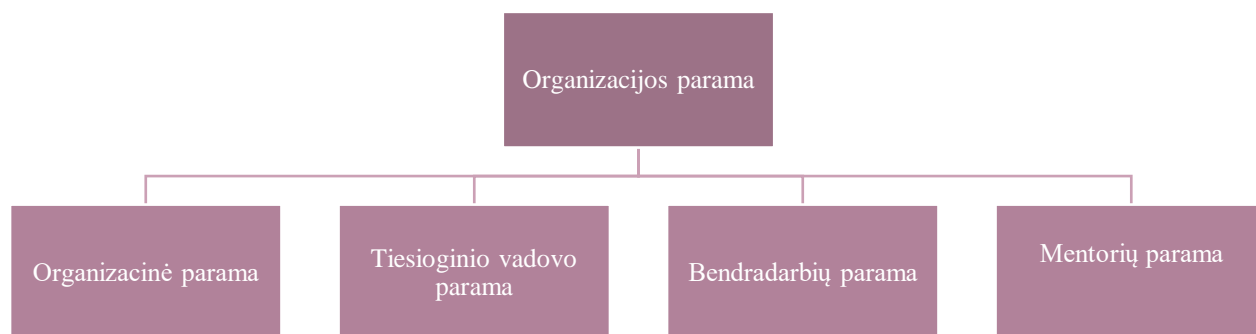 Organizacijos parama
Organizacinė parama
Tiesioginio vadovo
parama
Bendradarbių parama
Mentorių parama